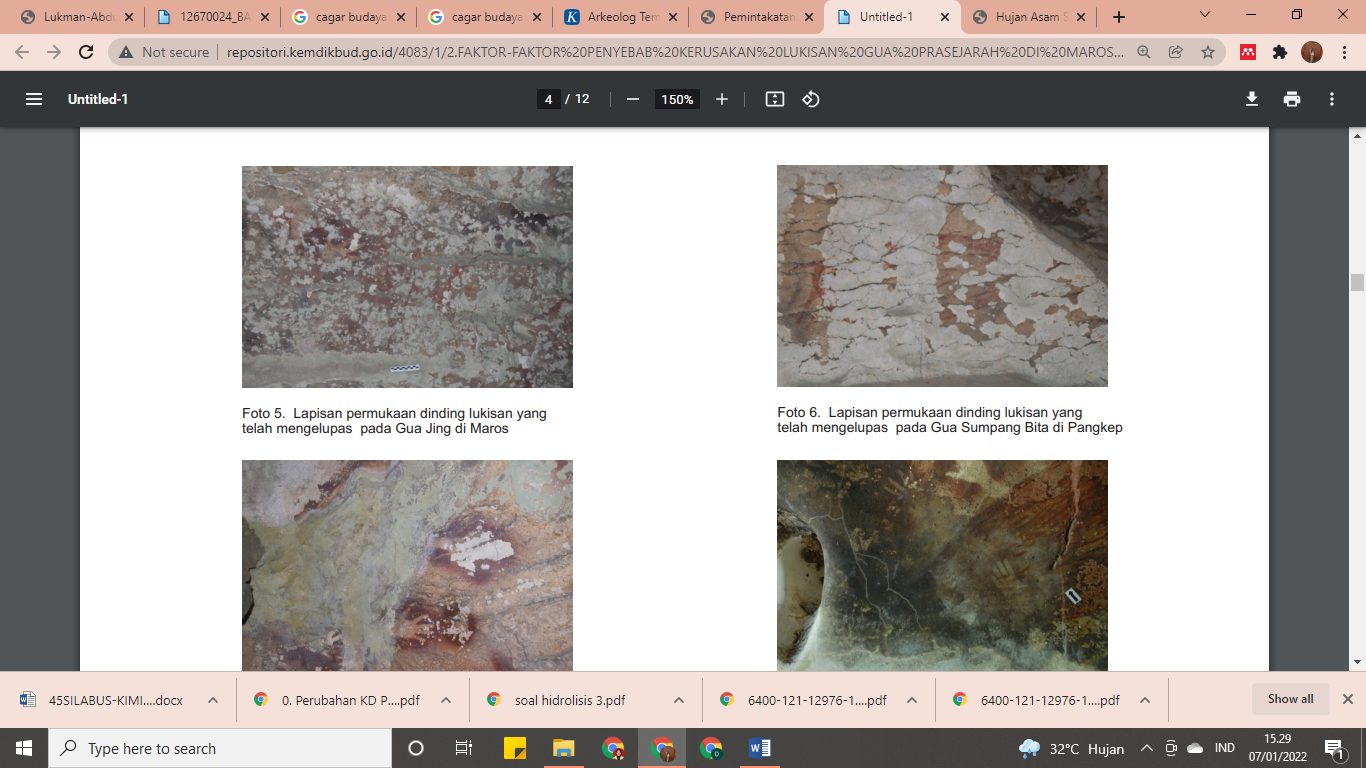 Lukman-Abdu
12670024_BA
cagar budaya
cagar budaya
Arkeolog Tem
Pemintakatan
Untitled-1
Hujan Asam S
Not secure
repositori.kemdikbud.go.id/4083/1/2.FAKTOR-FAKTOR%20PENYEBAB%20KERUSAKAN%20LUKISAN%20GUA%20PRASEJARAH%20DI%20MAROS...
Untitled-1
4 / 12
150%
Foto 5. Lapisan permukaan dinding lukisan yang
telah mengelupas pada Gua Jing di Maros
Foto 6. Lapisan permukaan dinding lukisan yang
telah mengelupas pada Gua Sumpang Bita di Pangkep
45SILABUS-KIMI....docx
0. Perubahan KD P....pdf
soal hidrolisis 3.pdf
6400-121-12976-1....pdf
6400-121-12976-1....pdf
Show all
Type here to search
32°C Hujan
IND
15.29
07/01/2022
1